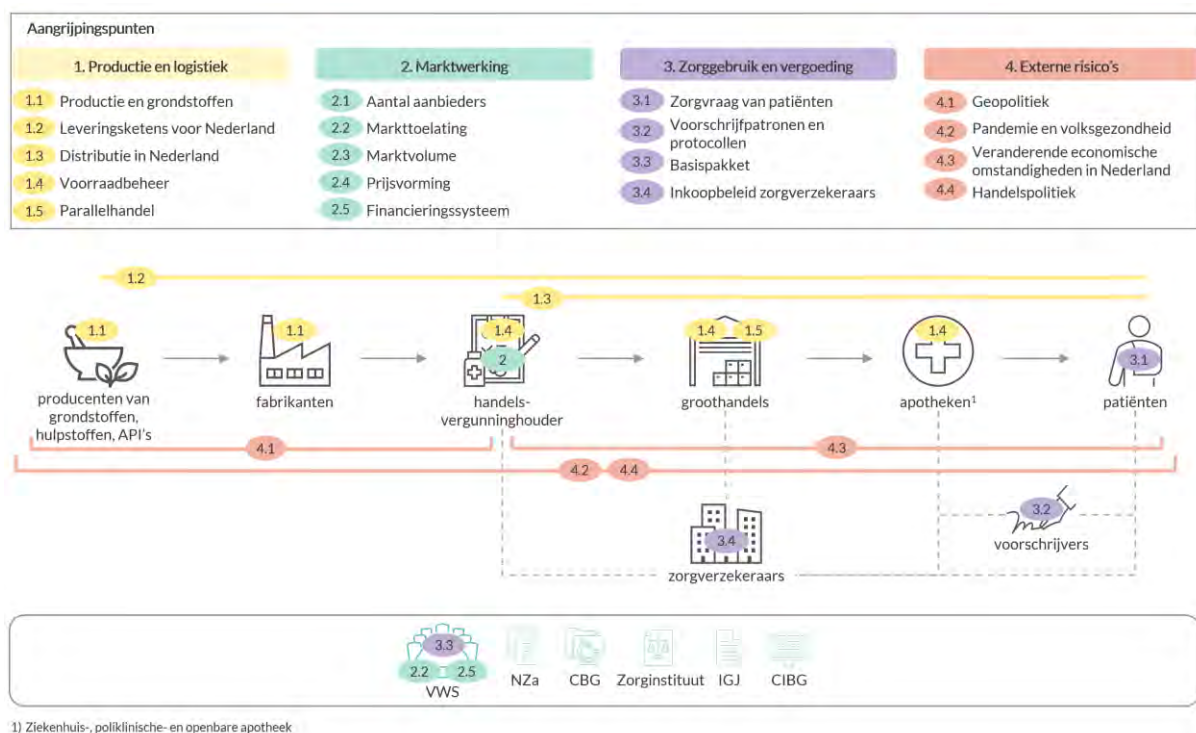 Aangrijpingspunten
1. Productie en logistiek
1.1 Productie en grondstoffen
1.2 Leveringsketens voor Nederland
1.3 Distributie in Nederland
1.4 Voorraadbeheer
1.5 Parallelhandel
2. Marktwerking
2.1 Aantal aanbieders
2.2 Markttoelating
2.3 Marktvolume
2.4 Prijsvorming
2.5 Financieringssysteem
3. Zorggebruik en vergoeding
3.1 Zorgvraag van patiënten
3.2 Voorschrijfpatronen en
protocollen
3.3 Basispakket
3.4 Inkoopbeleid zorgverzekeraars
4. Externe risico's
4.1 Geopolitiek
4.2 Pandemie en volksgezondheid
4.3 Veranderende economische
omstandigheden in Nederland
4.4 Handelspolitiek
1.2
1.3
1.1
1.1
1.4
2
1.4 1.5
1.4
3.1
producenten van
grondstoffen,
hulpstoffen, API's
fabrikanten
handels-
vergunninghouder
groothandels
apotheken1
patiënten
4.1
4.3
4.2 4.4
3.4
zorgverzekeraars
3.2
voorschrijvers
3.3
2.2 2.5
VWS
NZa
CBG
Zorginstituut
IGJ
CIBG
1) Ziekenhuis-, poliklinische- en openbare apotheek